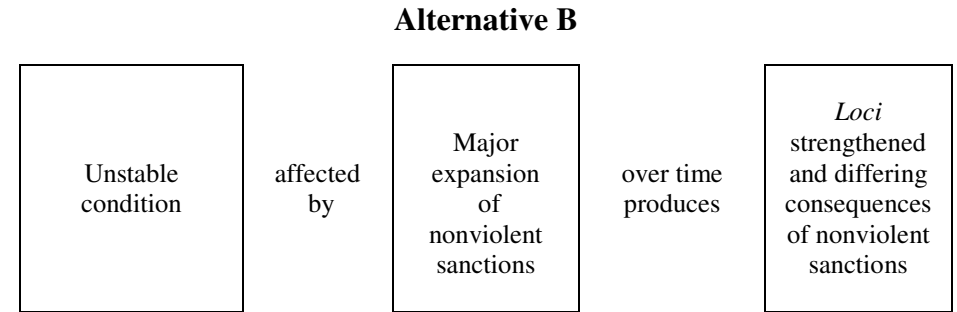 Alternative B
Unstable
condition
affected
by
Major
expansion
of
nonviolent
sanctions
over time
produces
Loci
strengthened
and differing
consequences
of nonviolent
sanctions